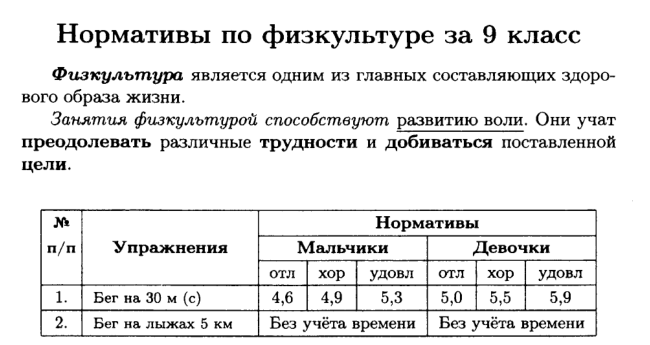 Нормативы по физкультуре за 9 класс
Физкультура является одним из главных составляющих здоро-
вого образа жизни.
Занятия физкультурой способствуют развитию воли. Они учат
преодолевать различные трудности и добиваться поставленной
цели.
№ п/п Упражнения Нормативы
Мальчики Девочки
отл хор удовл отл хор удовл
1. Бег на 30 м (с) 4,6 4,9 5,3 5,0 5,5 5,9
2. Бег на лыжах 5 км Без учёта времени Без учёта времени